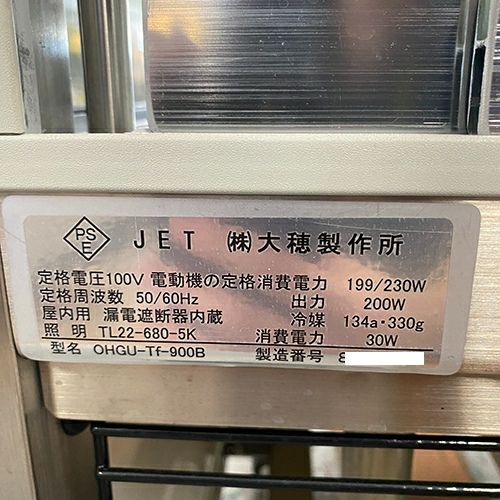 PSE JET ㈱大穂製作所
定格電圧100V 電動機の定格消費電力 199/230W
定格周波数 50/60Hz 出力 200W
屋内用 漏電遮断器内蔵 冷媒 134a・330g
照明 TL22-680-5K 消費電力 30W
型名 OHGU-Tf-900B 製造番号 8